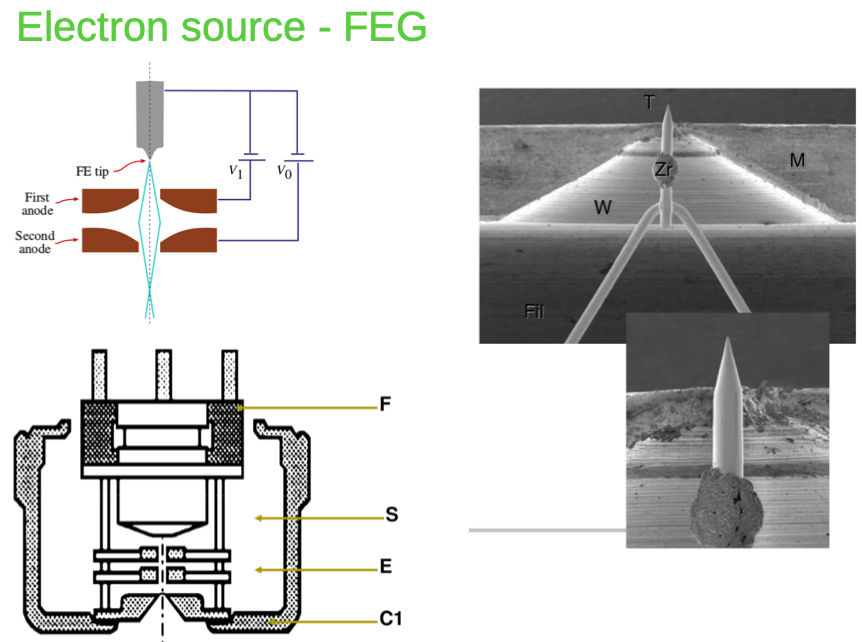 Electron source - FEG
FE tip
V1
V0
First
anode
Second
anode
T
Zr
M
W
Fil
F
S
E
C1